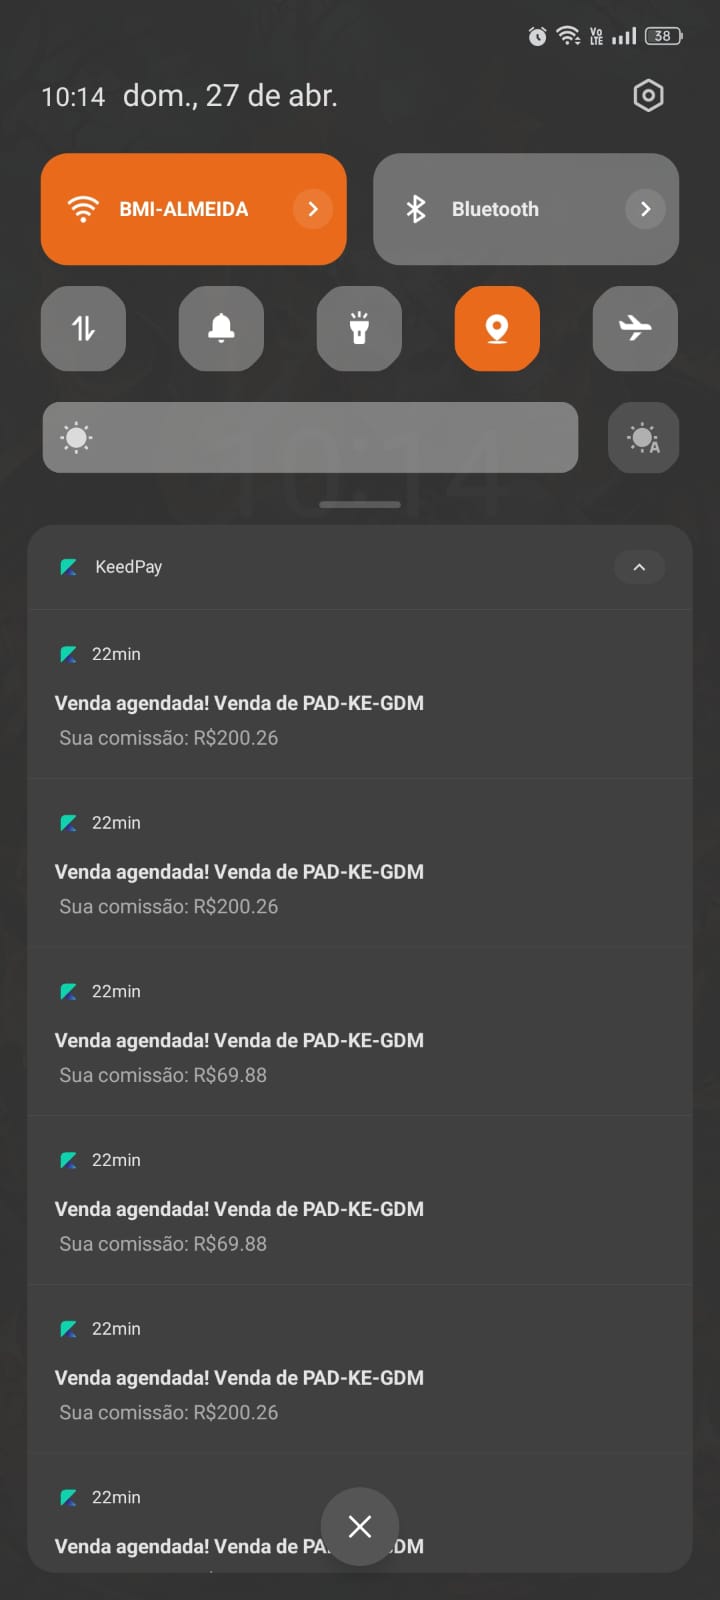 Vo LTE 38
10:14 dom., 27 de abr.
BMI-ALMEIDA
Bluetooth
A
10:14
KeedPay
22min
Venda agendada! Venda de PAD-KE-GDM
Sua comissão: R$200.26
22min
Venda agendada! Venda de PAD-KE-GDM
Sua comissão: R$200.26
22min
Venda agendada! Venda de PAD-KE-GDM
Sua comissão: R$69.88
22min
Venda agendada! Venda de PAD-KE-GDM
Sua comissão: R$69.88
22min
Venda agendada! Venda de PAD-KE-GDM
Sua comissão: R$200.26
22min
Venda agendada! Venda de